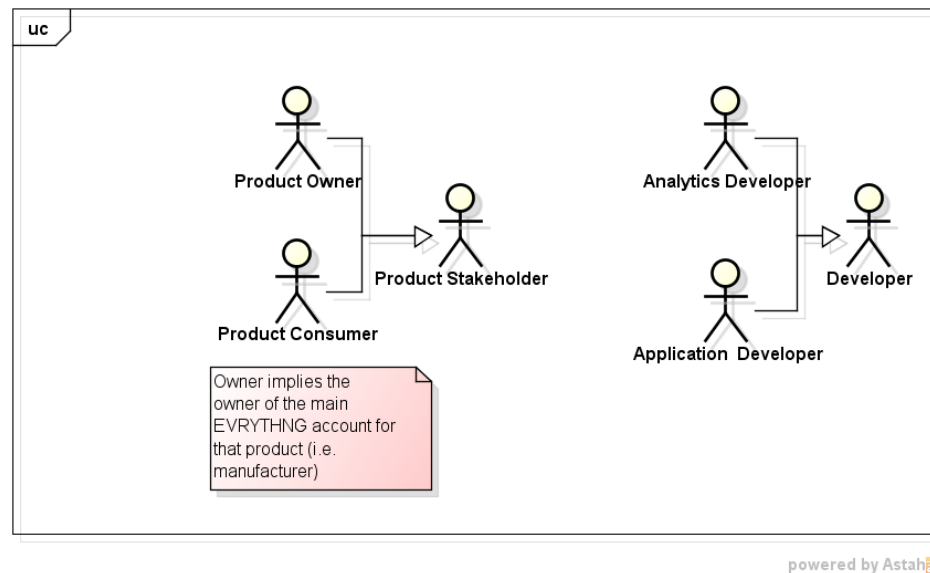 uc
Product Owner
Analytics Developer
Product Stakeholder
Developer
Product Consumer
Application Developer
Owner implies the
owner of the main
EVRYTHNG account for
that product (i.e.
manufacturer)
powered by Astah